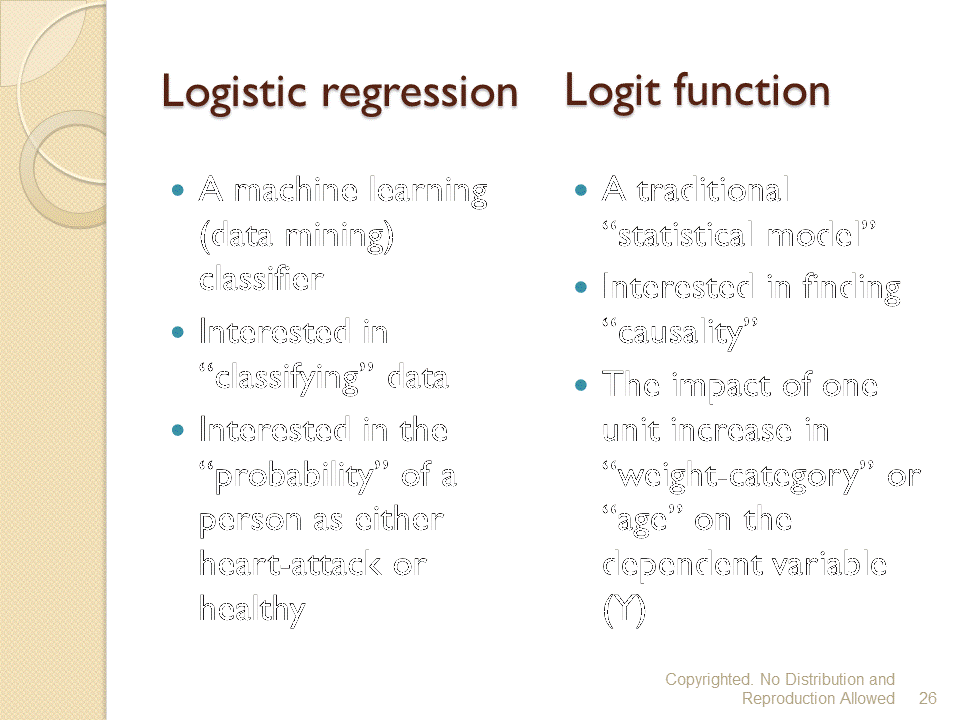 Logistic regression
Logit function
• A machine learning
(data mining)
classifier
• Interested in
“classifying” data
• Interested in the
“probability” of a
person as either
heart-attack or
healthy
• A traditional
“statistical model”
• Interested in finding
“causality”
• The impact of one
unit increase in
“weight-category” or
“age” on the
dependent variable
(Y)
Copyrighted. No Distribution and
Reproduction Allowed
26